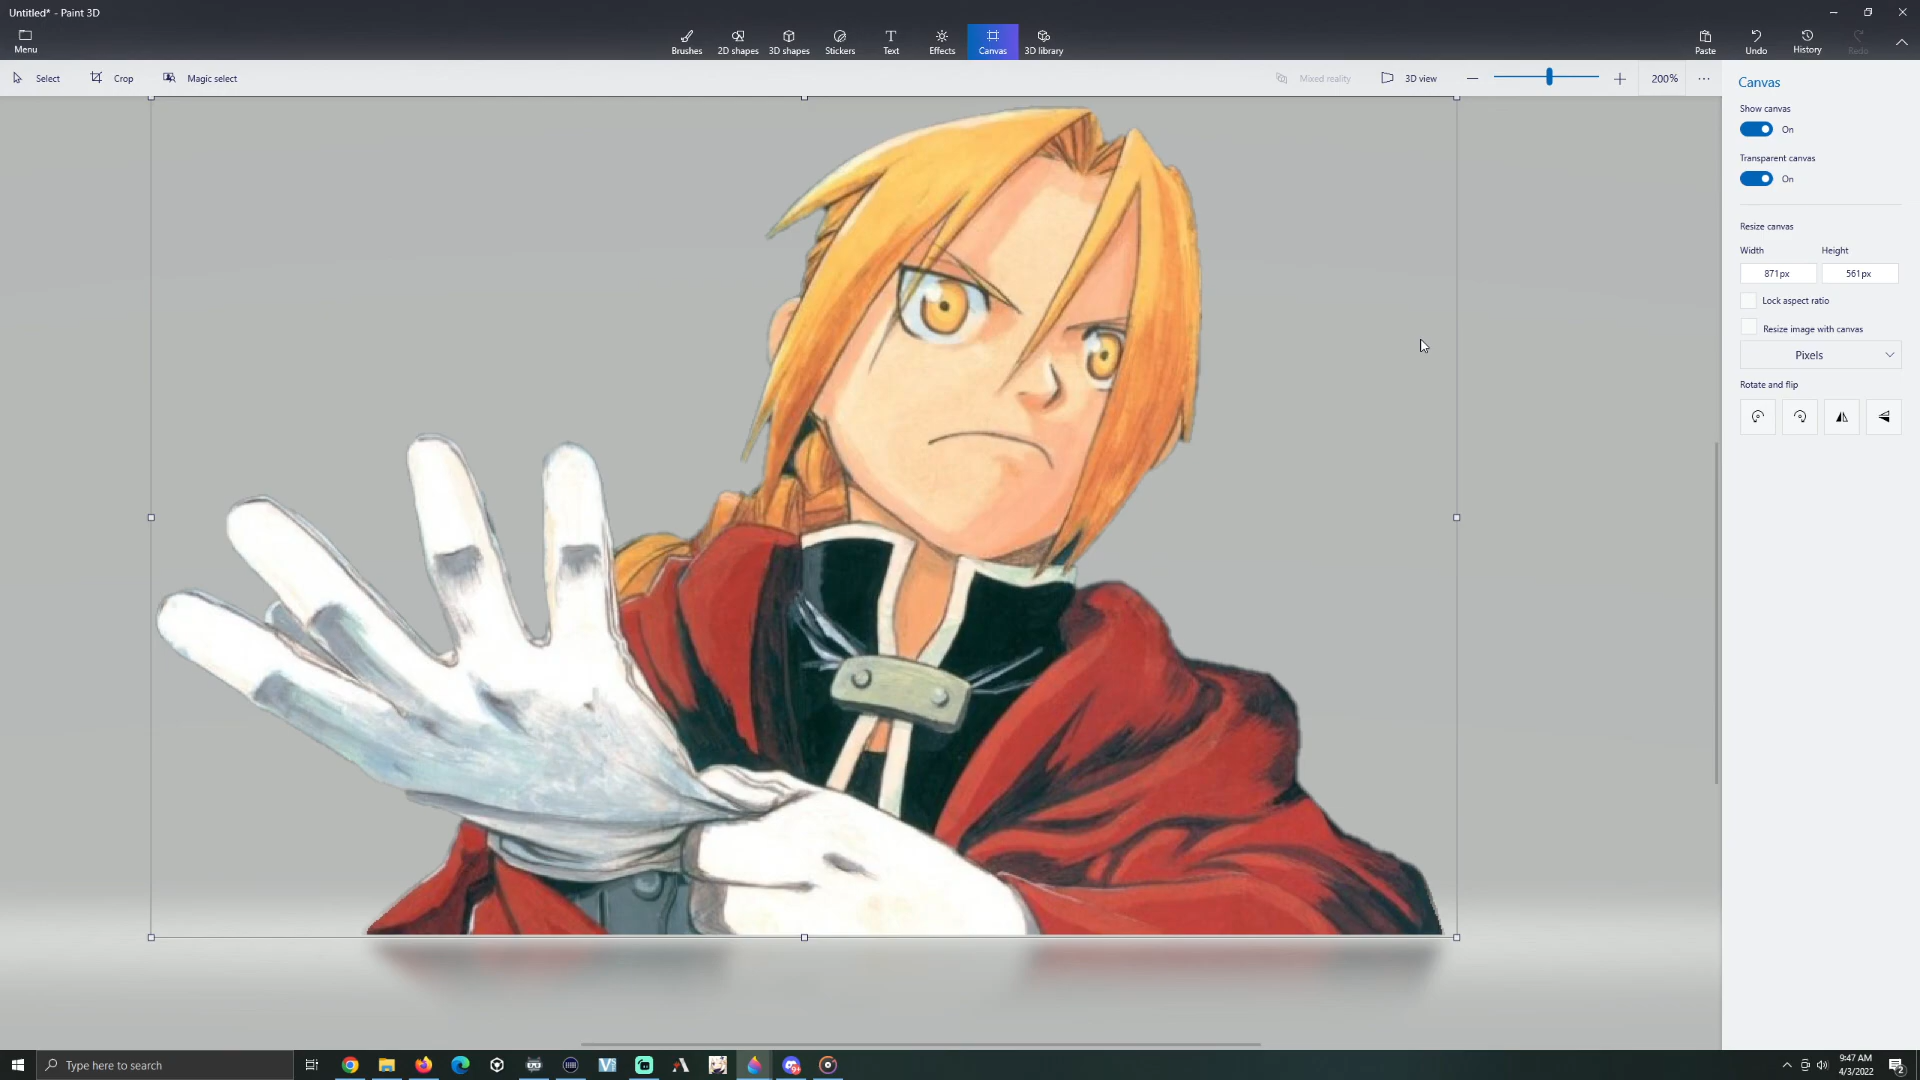 Untitled* - Paint 3D
Menu
Brushes
2D shapes
3D shapes
Stickers
Text
Effects
Canvas
3D library
Paste
Undo
History
Redo
Select
Crop
Magic select
Mixed reality
3D view
200%
Canvas
Show canvas
On
Transparent canvas
On
Resize canvas
Width Height
871px 561px
Lock aspect ratio
Resize image with canvas
Pixels
Rotate and flip
Type here to search
9:47 AM
4/3/2022